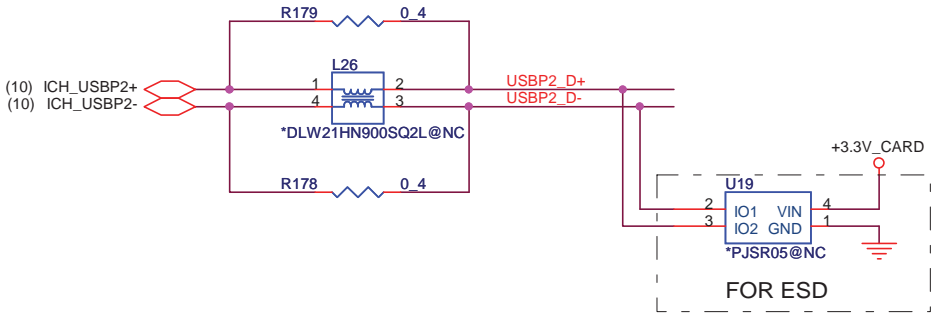 R179 0_4
L26
(10) ICH_USBP2+ 1 2 USBP2_D+
(10) ICH_USBP2- 4 3 USBP2_D-
*DLW21HN900SQ2L@NC
+3.3V_CARD
R178 0_4
U19
2 IO1 VIN 4
3 IO2 GND 1
*PJSR05@NC
FOR ESD